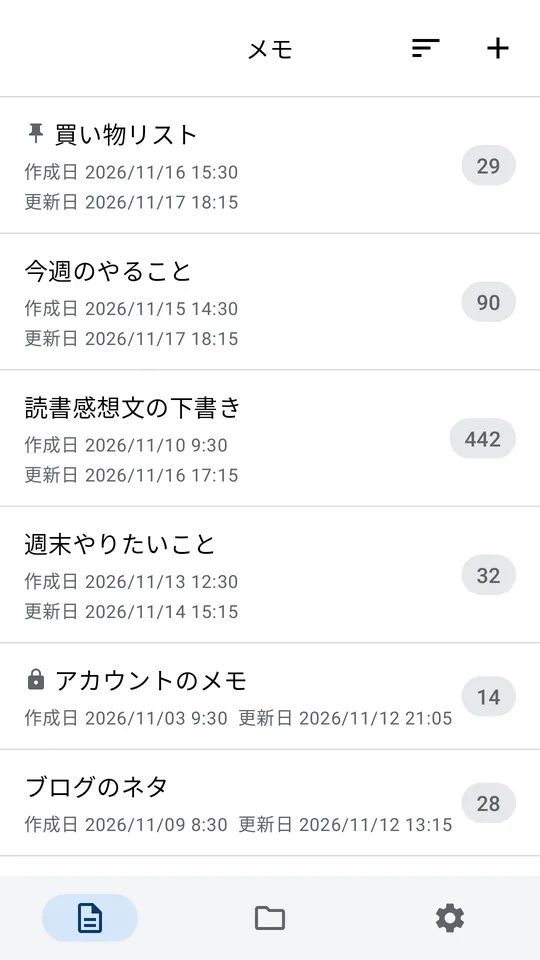 メモ
買い物リスト
作成日 2026/11/16 15:30
更新日 2026/11/17 18:15
29
今週のやること
作成日 2026/11/15 14:30
更新日 2026/11/17 18:15
90
読書感想文の下書き
作成日 2026/11/10 9:30
更新日 2026/11/16 17:15
442
週末やりたいこと
作成日 2026/11/13 12:30
更新日 2026/11/14 15:15
32
アカウントのメモ
作成日 2026/11/03 9:30 更新日 2026/11/12 21:05
14
ブログのネタ
作成日 2026/11/09 8:30 更新日 2026/11/12 13:15
28